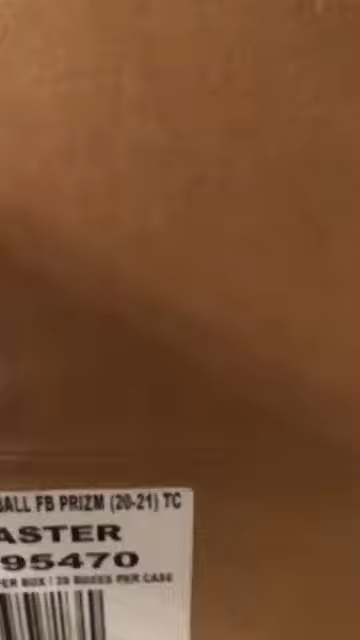 BALL FB PRIZM (20-21) TC
ASTER
95470
PER BOX / 20 BOXES PER CASE